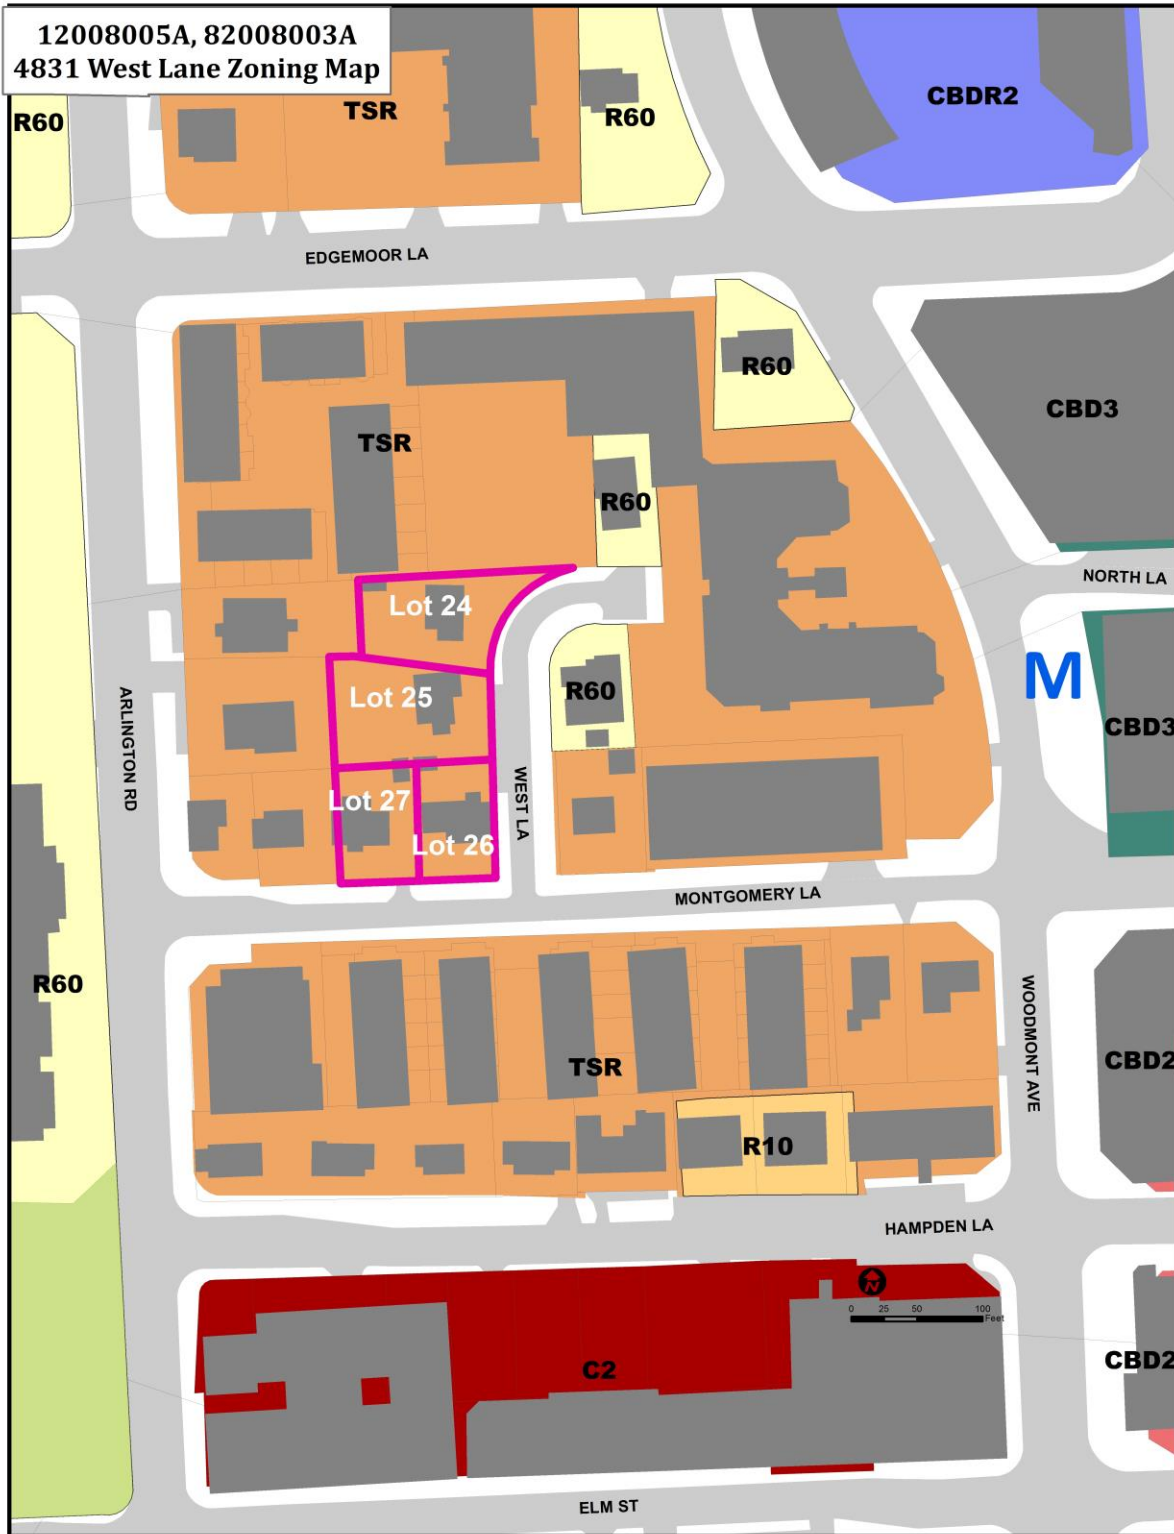 12008005A, 82008003A
4831 West Lane Zoning Map
R60
TSR
R60
CBDR2
EDGEMOOR LA
R60
CBD3
TSR
R60
NORTH LA
Lot 24
M
R60
Lot 25
ARLINGTON RD
CBD3
WEST LA
Lot 27
Lot 26
MONTGOMERY LA
R60
WOODMONT AVE
TSR
CBD2
R10
HAMPDEN LA
N
0 25 50 100
Feet
C2
CBD2
ELM ST